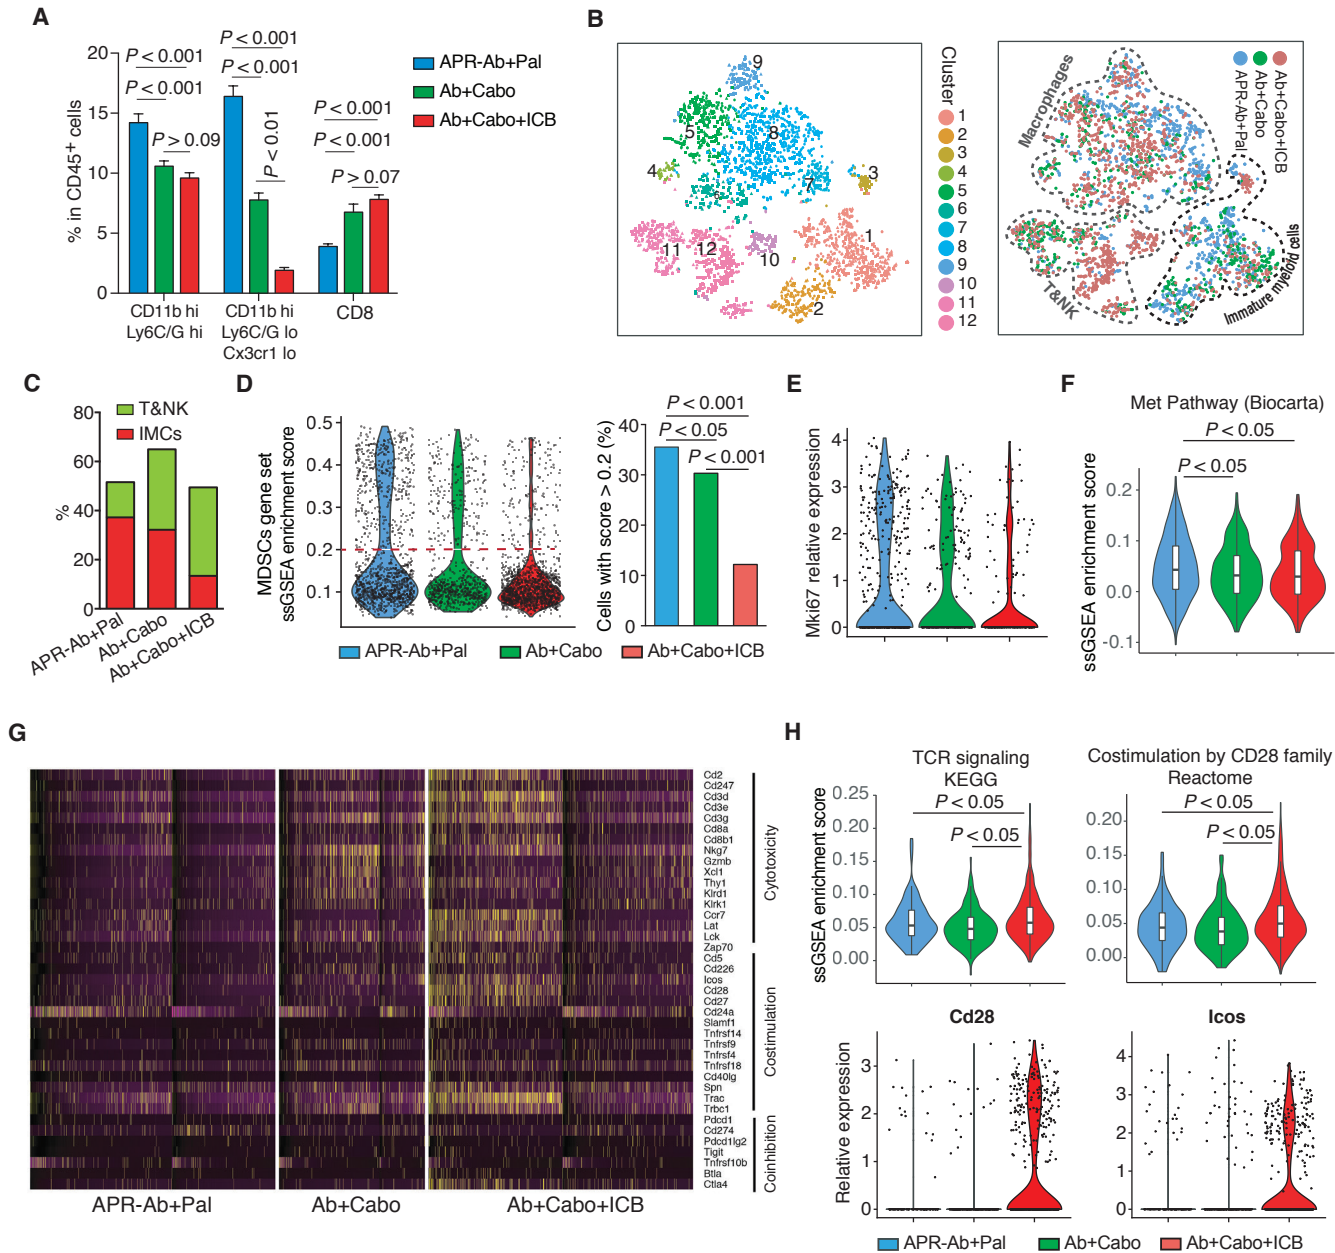 A
% in CD45+ cells
20
15
10
5
0
P < 0.001
P < 0.001
P > 0.09
P < 0.001
P < 0.001
P < 0.01
P < 0.001
P < 0.001
P > 0.07
CD11b hi
Ly6C/G hi
CD11b hi
Ly6C/G lo
Cx3cr1 lo
CD8
APR-Ab+Pal
Ab+Cabo
Ab+Cabo+ICB
B
9
5
8
4
7
3
6
11
12
10
1
2
Cluster
1
2
3
4
5
6
7
8
9
10
11
12
Macrophages
T&NK
Immature myeloid cells
Ab+Cabo+ICB
Ab+Cabo
APR-Ab+Pal
C
T&NK
IMCs
%
80
60
40
20
0
APR-Ab+Pal
Ab+Cabo
Ab+Cabo+ICB
D
MDSCs gene set
ssGSEA enrichment score
0.5
0.4
0.3
0.2
0.1
Cells with score > 0.2 (%)
40
30
20
10
0
P < 0.001
P < 0.05
P < 0.001
APR-Ab+Pal
Ab+Cabo
Ab+Cabo+ICB
E
Mki67 relative expression
4
3
2
1
0
F
Met Pathway (Biocarta)
P < 0.05
P < 0.05
ssGSEA enrichment score
0.2
0.1
0.0
-0.1
G
Cd2
Cd247
Cd3d
Cd3e
Cd3g
Cd8a
Cd8b1
Nkg7
Gzmb
Xcl1
Thy1
Klrd1
Klrk1
Ccr7
Lat
Lck
Zap70
Cd5
Cd226
Icos
Cd28
Cd27
Cd24a
Slamf1
Tnfrsf14
Tnfrsf9
Tnfrsf4
Tnfrsf18
Cd40lg
Spn
Trac
Trbc1
Pdcd1
Cd274
Pdcd1lg2
Tigit
Tnfrsf10b
Btla
Ctla4
Cytotoxicity
Costimulation
Coinhibition
APR-Ab+Pal
Ab+Cabo
Ab+Cabo+ICB
H
TCR signaling
KEGG
P < 0.05
P < 0.05
ssGSEA enrichment score
0.25
0.20
0.15
0.10
0.05
0.00
Costimulation by CD28 family
Reactome
P < 0.05
P < 0.05
0.20
0.15
0.10
0.05
0.00
Cd28
Relative expression
3
2
1
0
Icos
4
3
2
1
0
APR-Ab+Pal
Ab+Cabo
Ab+Cabo+ICB